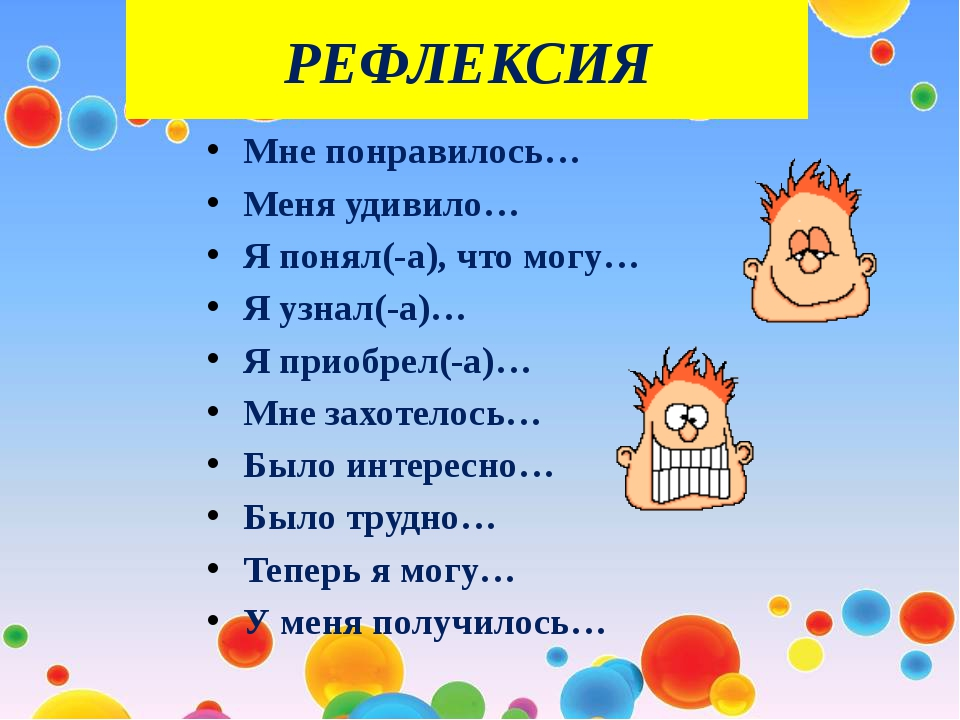 РЕФЛЕКСИЯ
• Мне понравилось…
• Меня удивило…
• Я понял(-а), что могу…
• Я узнал(-а)…
• Я приобрел(-а)…
• Мне захотелось…
• Было интересно…
• Было трудно…
• Теперь я могу…
• У меня получилось…